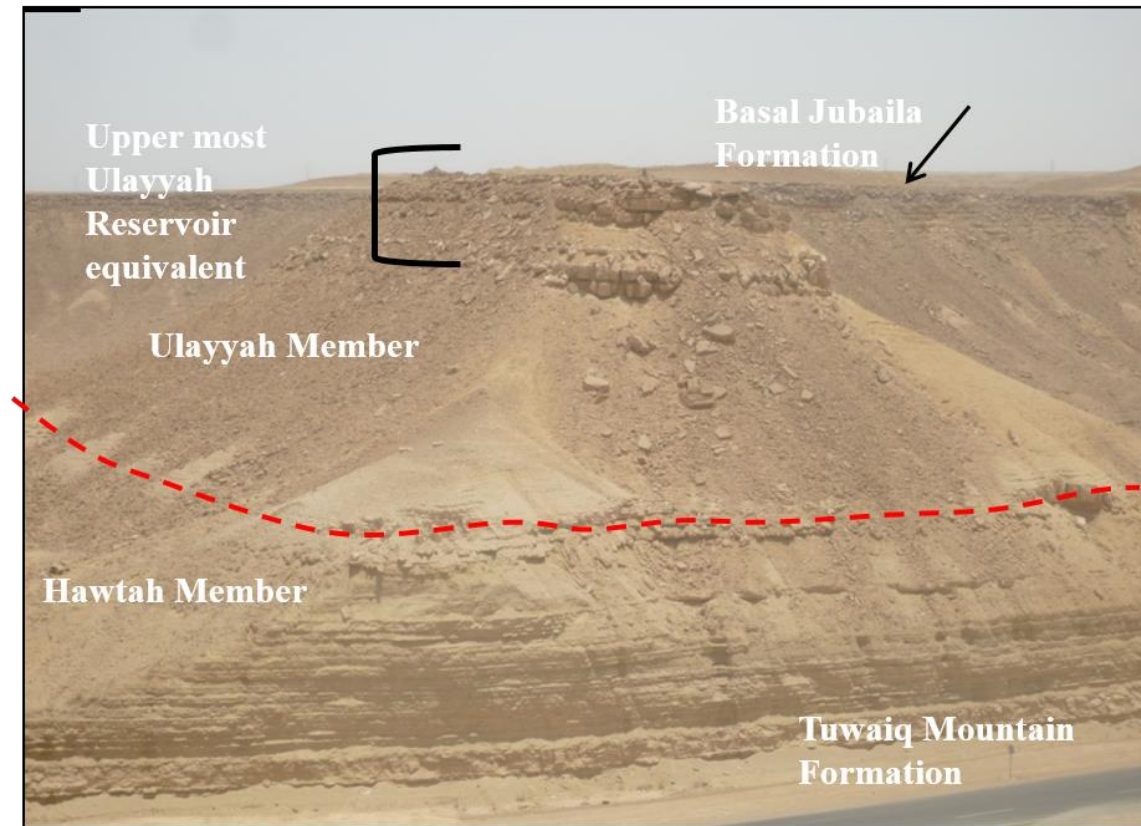 Upper most
Ulayyah
Reservoir
equivalent
Basal Jubaila
Formation
Ulayyah Member
Hawtah Member
Tuwaiq Mountain
Formation